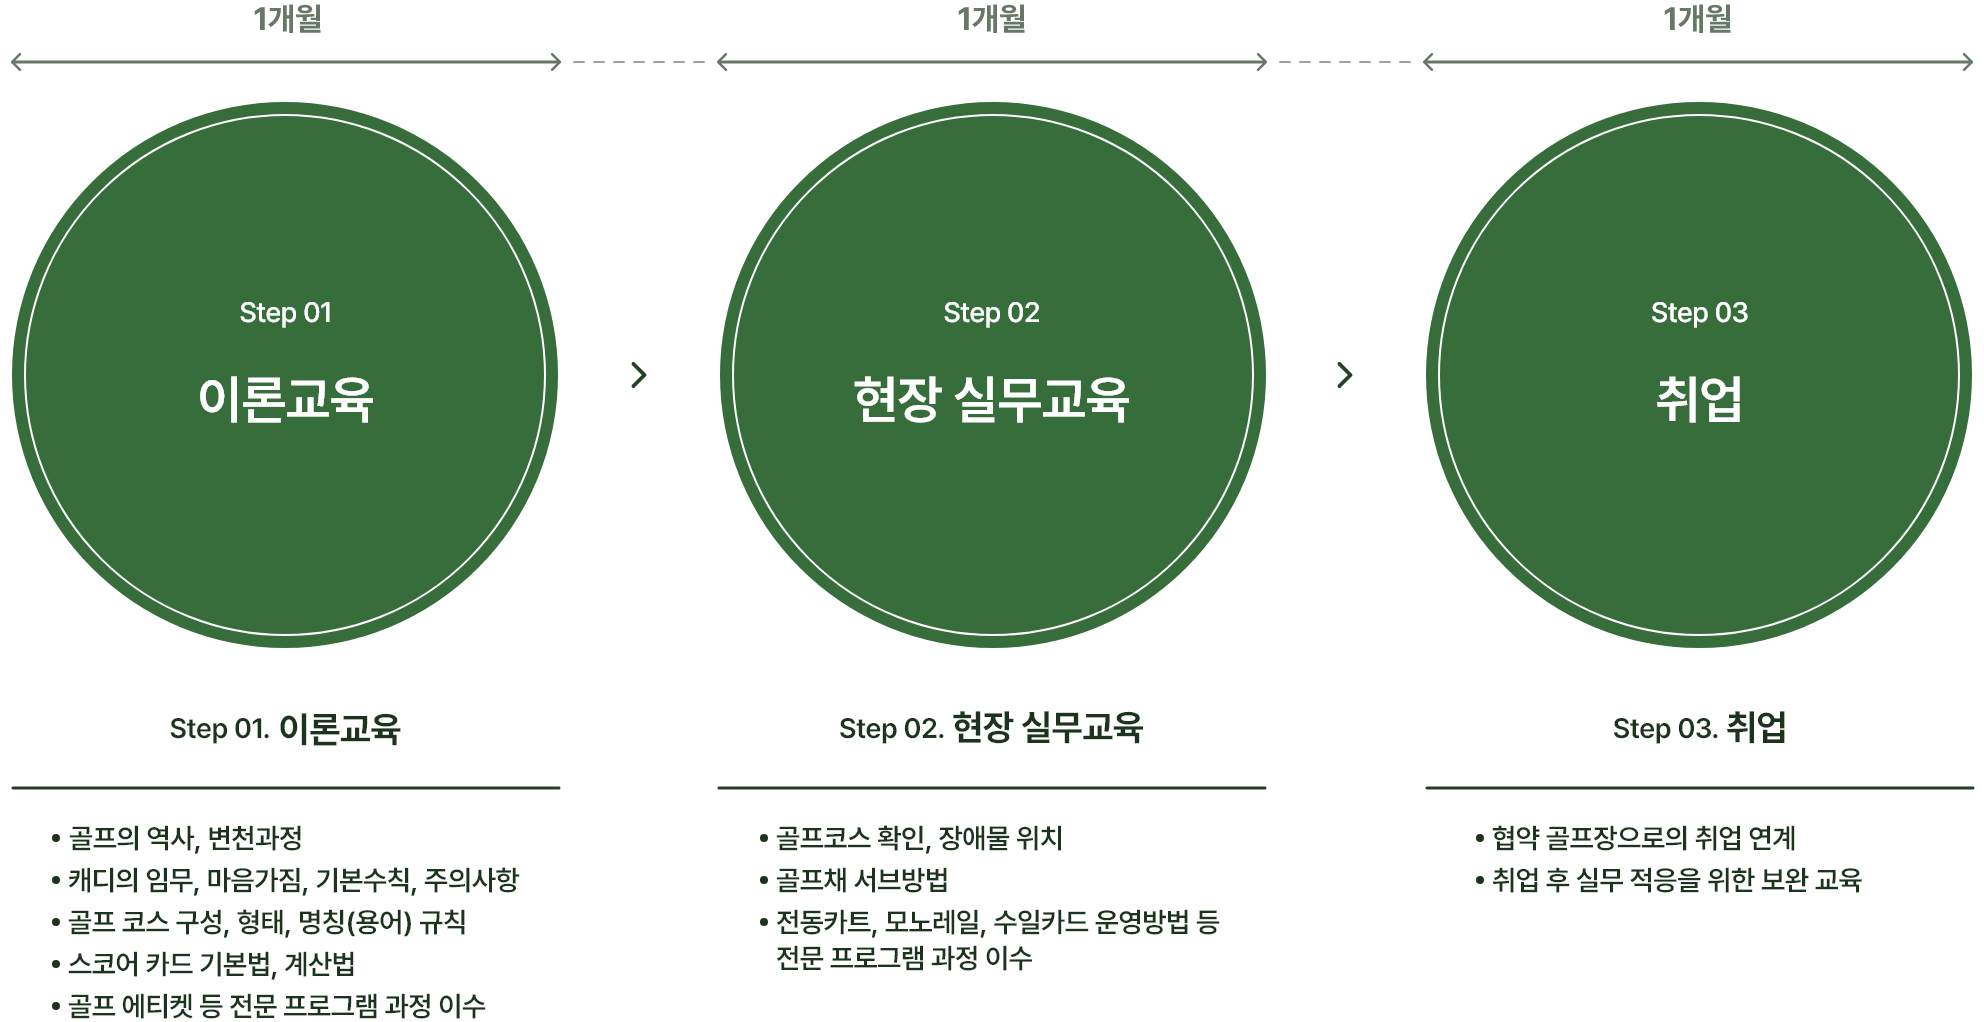 1개월
1개월
1개월
Step 01
이론교육
Step 02
현장 실무교육
Step 03
취업
Step 01. 이론교육
• 골프의 역사, 변천과정
• 캐디의 임무, 마음가짐, 기본수칙, 주의사항
• 골프 코스 구성, 형태, 명칭(용어) 규칙
• 스코어 카드 기본법, 계산법
• 골프 에티켓 등 전문 프로그램 과정 이수
Step 02. 현장 실무교육
• 골프코스 확인, 장애물 위치
• 골프채 서브방법
• 전동카트, 모노레일, 수일카드 운영방법 등
전문 프로그램 과정 이수
Step 03. 취업
• 협약 골프장으로의 취업 연계
• 취업 후 실무 적응을 위한 보완 교육